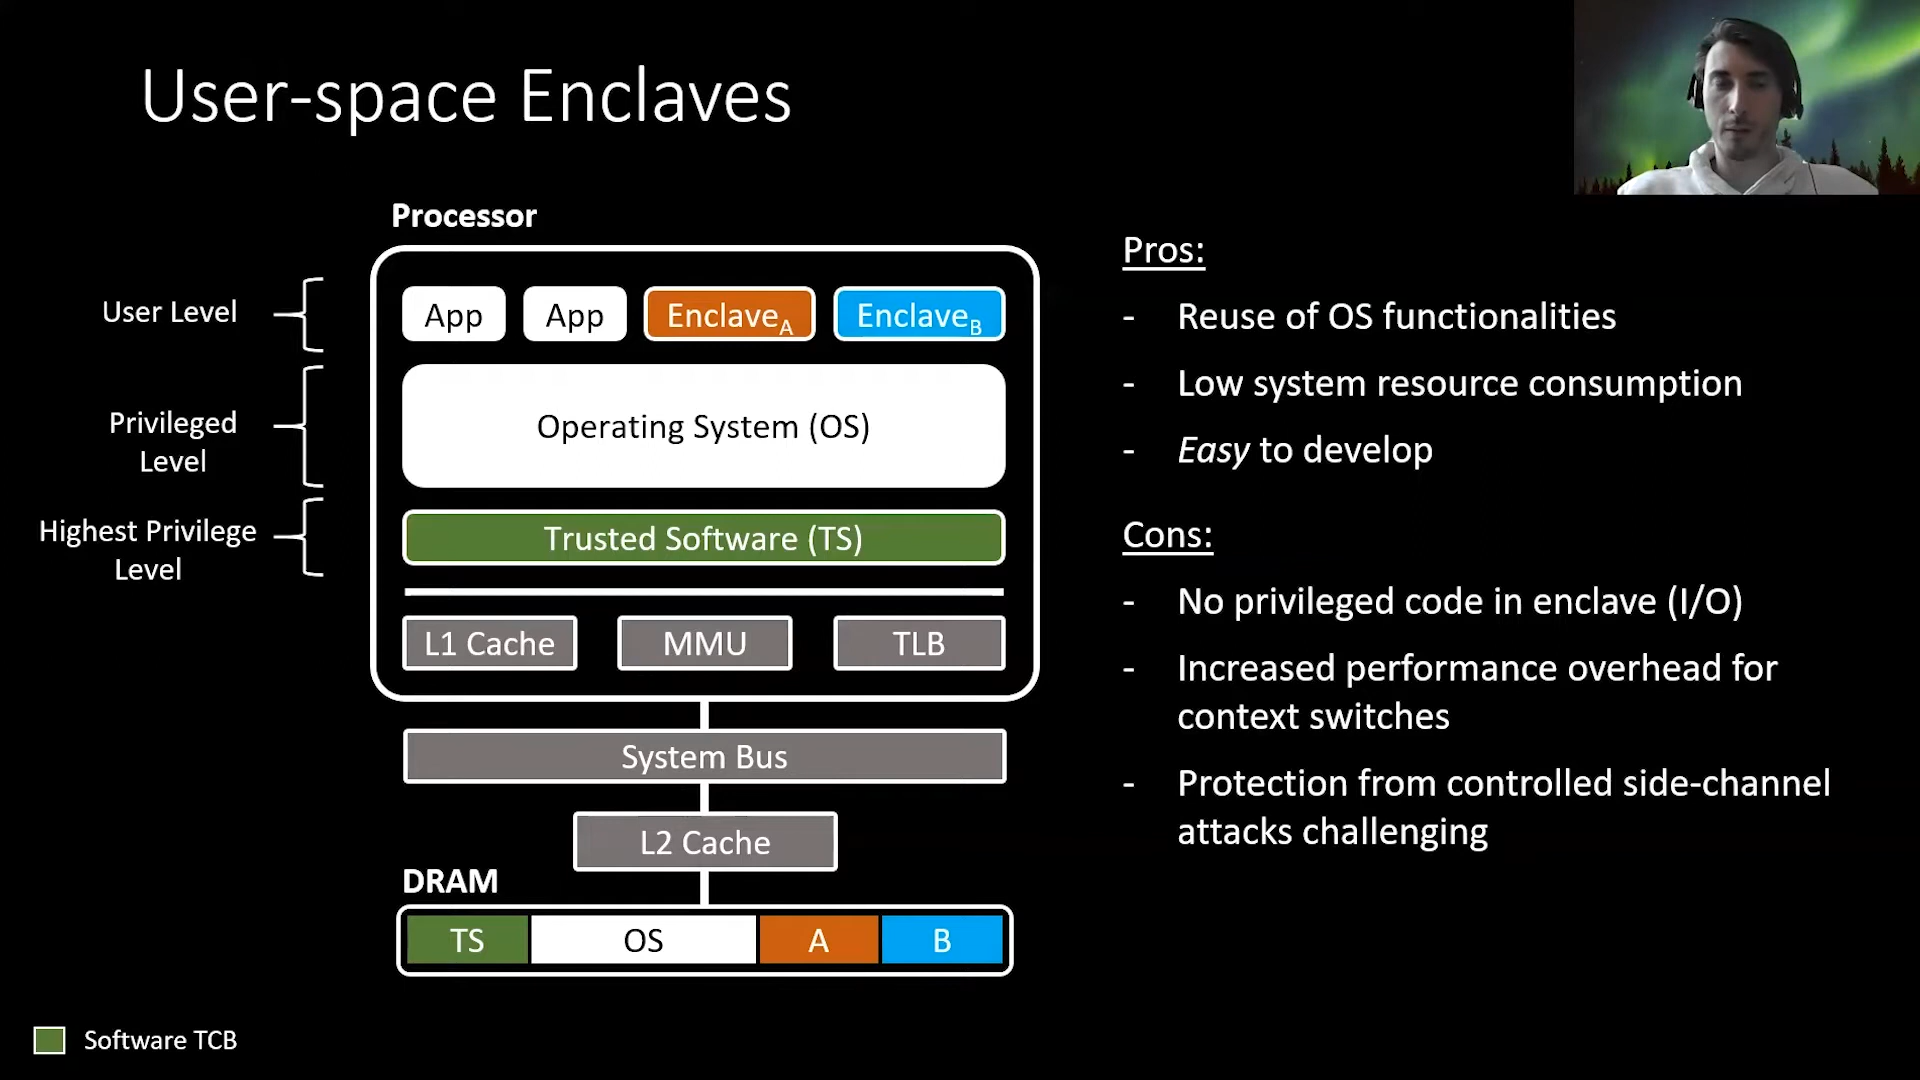 User-space Enclaves
Processor
User Level
App
App
EnclaveA
EnclaveB
Privileged
Level
Operating System (OS)
Highest Privilege
Level
Trusted Software (TS)
L1 Cache
MMU
TLB
System Bus
L2 Cache
DRAM
TS
OS
A
B
Software TCB
Pros:
- Reuse of OS functionalities
- Low system resource consumption
- Easy to develop
Cons:
- No privileged code in enclave (I/O)
- Increased performance overhead for
context switches
- Protection from controlled side-channel
attacks challenging